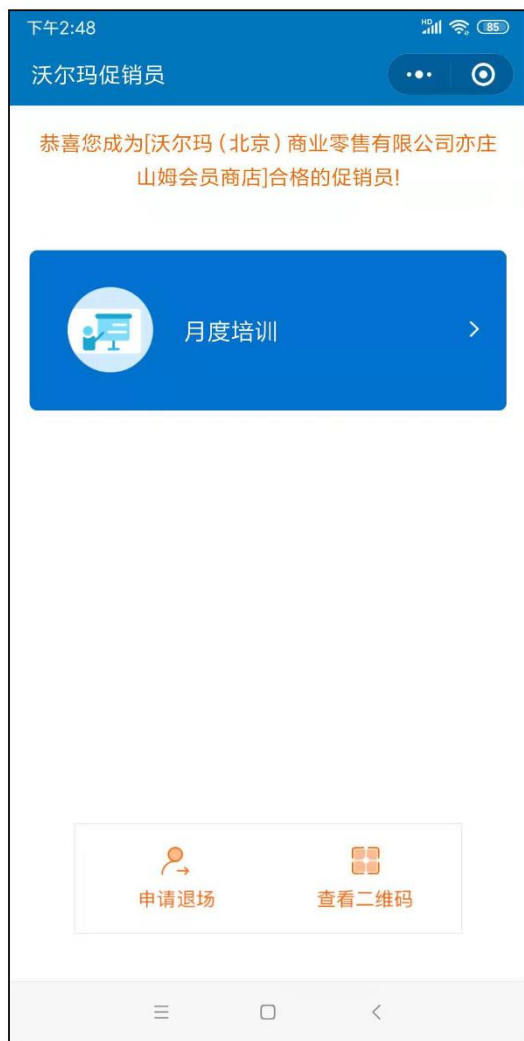 下午2:48
HD
85
沃尔玛促销员
恭喜您成为[沃尔玛（北京）商业零售有限公司亦庄
山姆会员商店]合格的促销员!
月度培训
申请退场
查看二维码